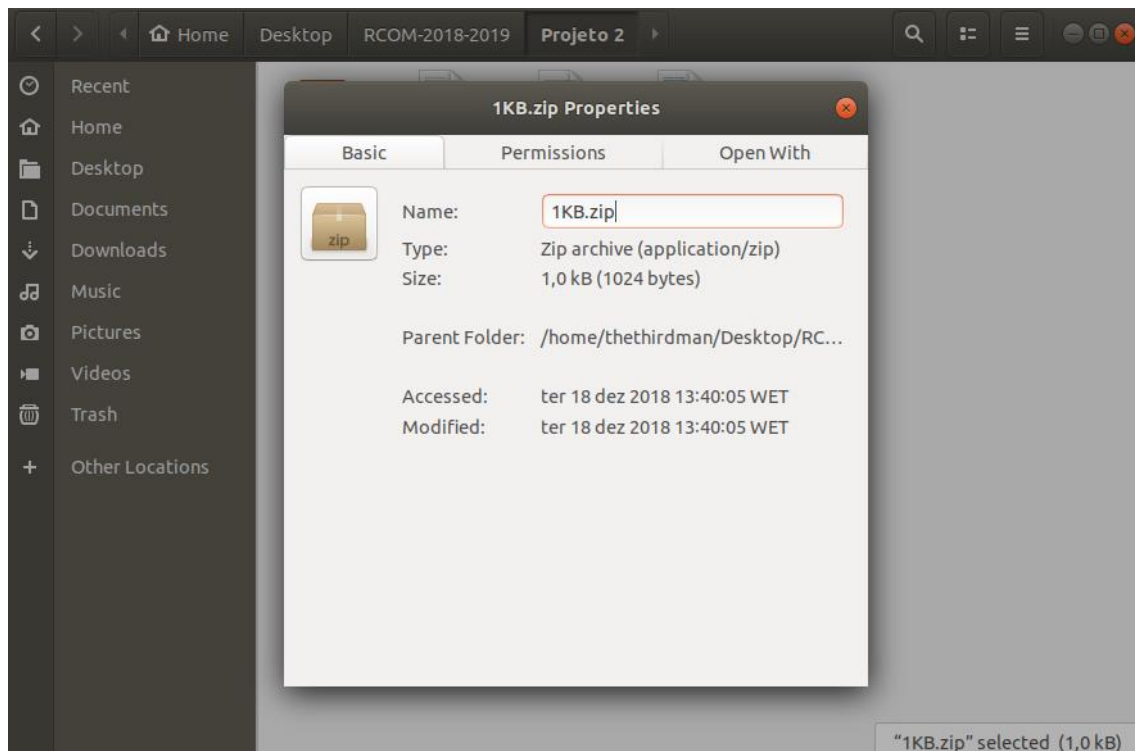 Home Desktop RCOM-2018-2019 Projeto 2
Recent
Home
Desktop
Documents
Downloads
Music
Pictures
Videos
Trash
+ Other Locations
1KB.zip Properties
Basic Permissions Open With
zip
Name: 1KB.zip
Type: Zip archive (application/zip)
Size: 1,0 kB (1024 bytes)
Parent Folder: /home/thethirdman/Desktop/RC...
Accessed: ter 18 dez 2018 13:40:05 WET
Modified: ter 18 dez 2018 13:40:05 WET
“1KB.zip” selected (1,0 kB)